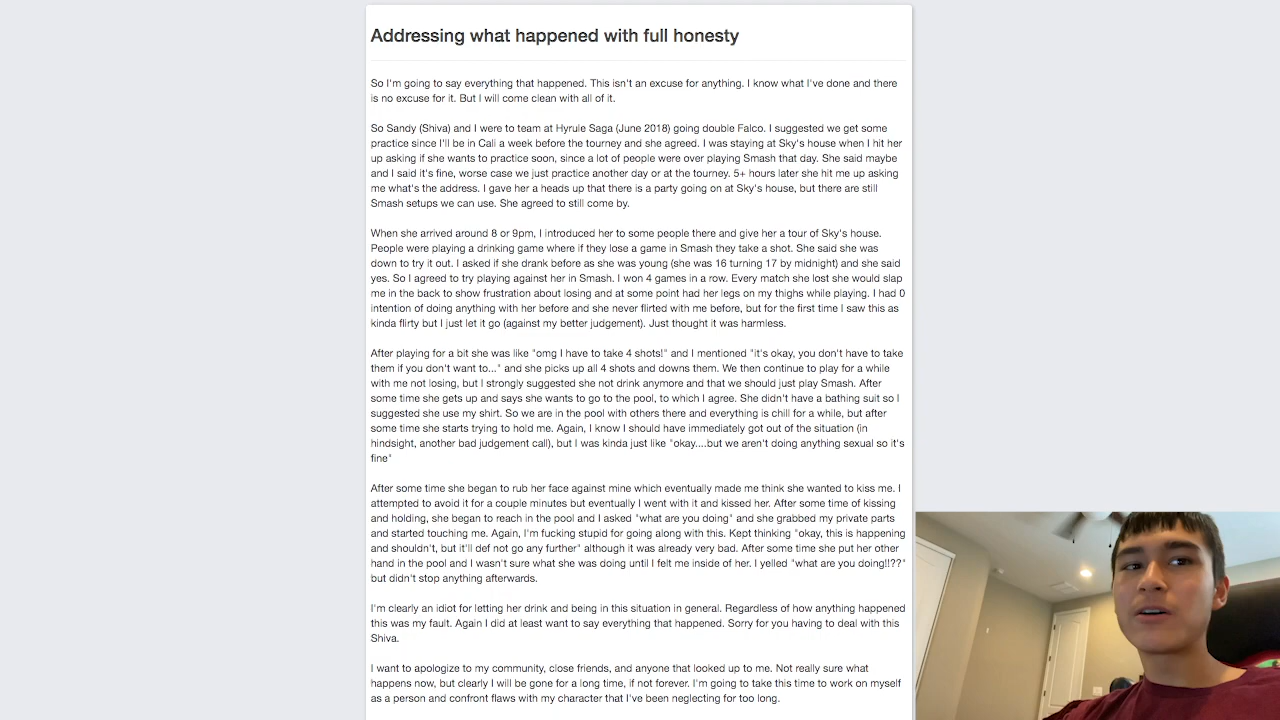 Addressing what happened with full honesty
So I'm going to say everything that happened. This isn't an excuse for anything. I know what I've done and there
is no excuse for it. But I will come clean with all of it.
So Sandy (Shiva) and I were to team at Hyrule Saga (June 2018) going double Falco. I suggested we get some
practice since I'll be in Cali a week before the tourney and she agreed. I was staying at Sky's house when I hit her
up asking if she wants to practice soon, since a lot of people were over playing Smash that day. She said maybe
and I said it's fine, worse case we just practice another day or at the tourney. 5+ hours later she hit me up asking
me what's the address. I gave her a heads up that there is a party going on at Sky's house, but there are still
Smash setups we can use. She agreed to still come by.
When she arrived around 8 or 9pm, I introduced her to some people there and give her a tour of Sky's house.
People were playing a drinking game where if they lose a game in Smash they take a shot. She said she was
down to try it out. I asked if she drank before as she was young (she was 16 turning 17 by midnight) and she said
yes. So I agreed to try playing against her in Smash. I won 4 games in a row. Every match she lost she would slap
me in the back to show frustration about losing and at some point had her legs on my thighs while playing. I had 0
intention of doing anything with her before and she never flirted with me before, but for the first time I saw this as
kinda flirty but I just let it go (against my better judgement). Just thought it was harmless.
After playing for a bit she was like "omg I have to take 4 shots!" and I mentioned "it's okay, you don't have to take
them if you don't want to..." and she picks up all 4 shots and downs them. We then continue to play for a while
with me not losing, but I strongly suggested she not drink anymore and that we should just play Smash. After
some time she gets up and says she wants to go to the pool, to which I agree. She didn't have a bathing suit so I
suggested she use my shirt. So we are in the pool with others there and everything is chill for a while, but after
some time she starts trying to hold me. Again, I know I should have immediately got out of the situation (in
hindsight, another bad judgement call), but I was kinda just like "okay....but we aren't doing anything sexual so it's
fine"
After some time she began to rub her face against mine which eventually made me think she wanted to kiss me. I
attempted to avoid it for a couple minutes but eventually I went with it and kissed her. After some time of kissing
and holding, she began to reach in the pool and I asked "what are you doing" and she grabbed my private parts
and started touching me. Again, I'm fucking stupid for going along with this. Kept thinking "okay, this is happening
and shouldn't, but it'll def not go any further" although it was already very bad. After some time she put her other
hand in the pool and I wasn't sure what she was doing until I felt me inside of her. I yelled "what are you doing!!??"
but didn't stop anything afterwards.
I'm clearly an idiot for letting her drink and being in this situation in general. Regardless of how anything happened
this was my fault. Again I did at least want to say everything that happened. Sorry for you having to deal with this
Shiva.
I want to apologize to my community, close friends, and anyone that looked up to me. Not really sure what
happens now, but clearly I will be gone for a long time, if not forever. I'm going to take this time to work on myself
as a person and confront flaws with my character that I've been neglecting for too long.